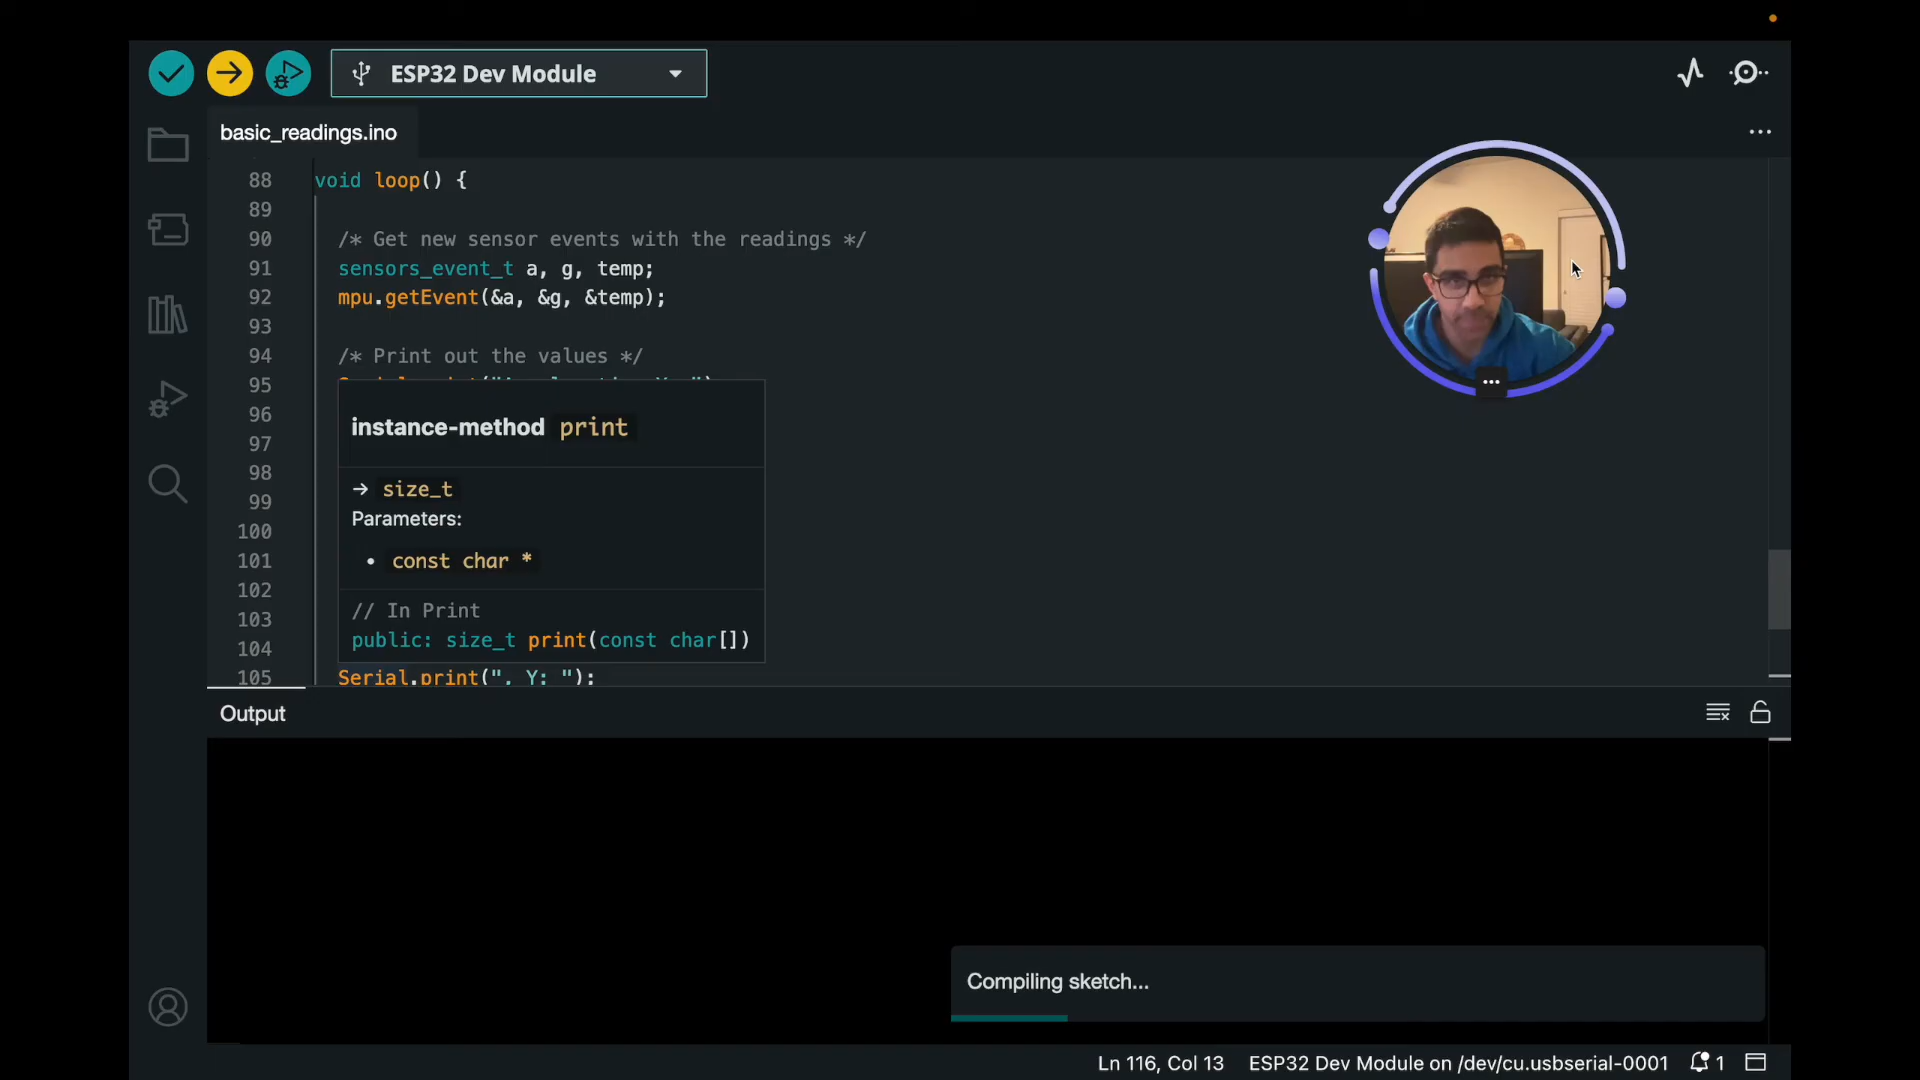 ESP32 Dev Module
basic_readings.ino
88 void loop() {
89
90 /* Get new sensor events with the readings */
91 sensors_event_t a, g, temp;
92 mpu.getEvent(&a, &g, &temp);
93
94 /* Print out the values */
95
96
97
98
99
100
101
102
103
104
105 Serial.print(", Y: ");
instance-method print
→ size_t
Parameters:
• const char *
// In Print
public: size_t print(const char[])
Output
Compiling sketch...
Ln 116, Col 13 ESP32 Dev Module on /dev/cu.usbserial-0001 1